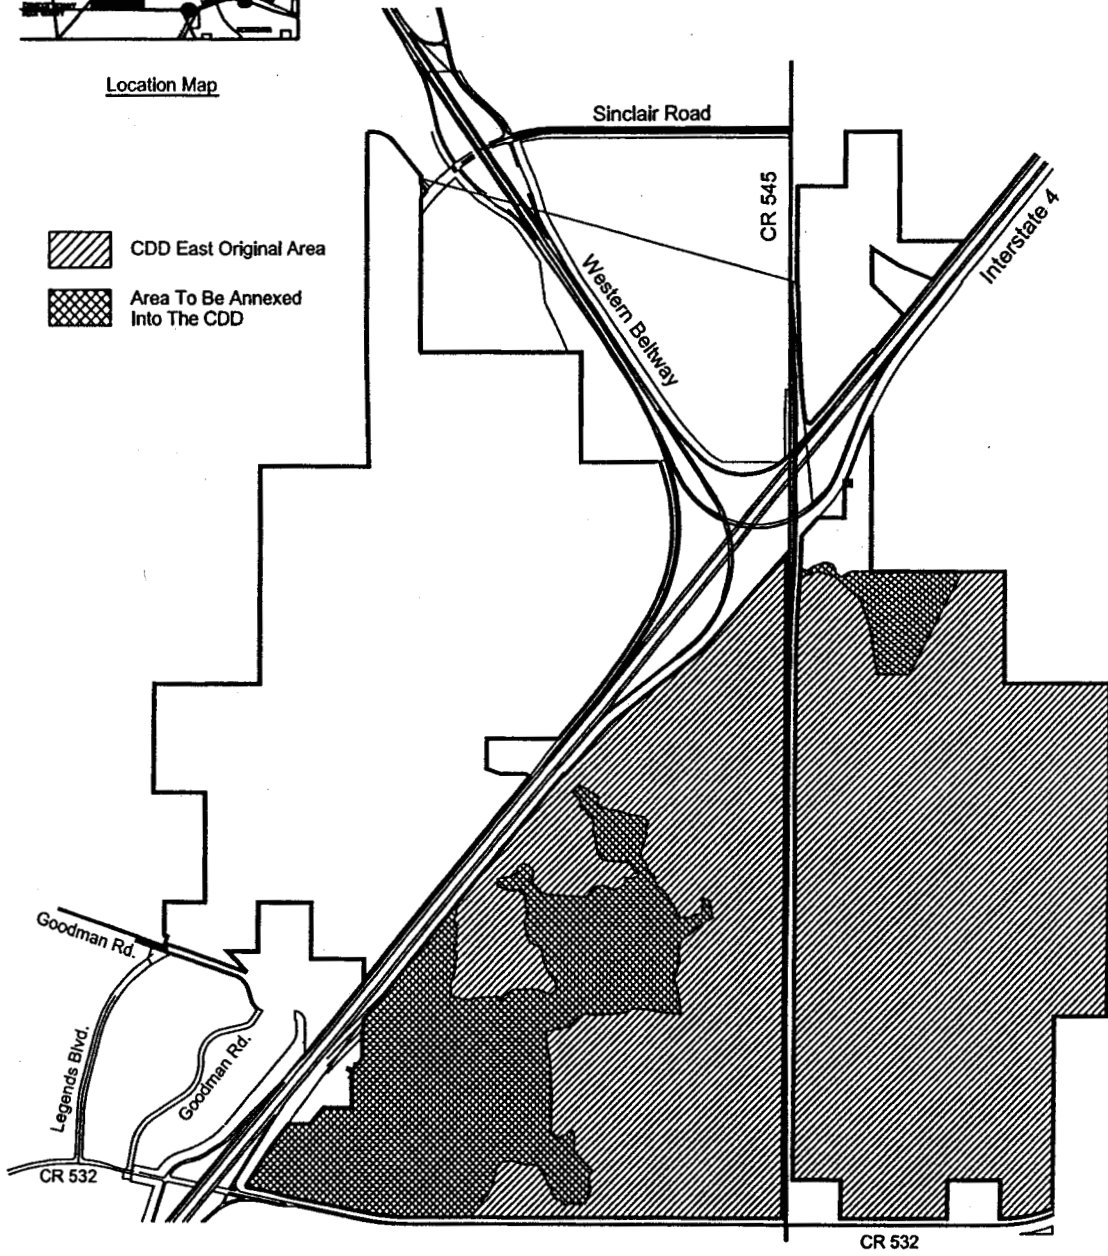 Location Map
Sinclair Road
CR 545
Interstate 4
CDD East Original Area
Area To Be Annexed
Into The CDD
Western Beltway
Goodman Rd.
Legends Blvd.
Goodman Rd.
CR 532
CR 532